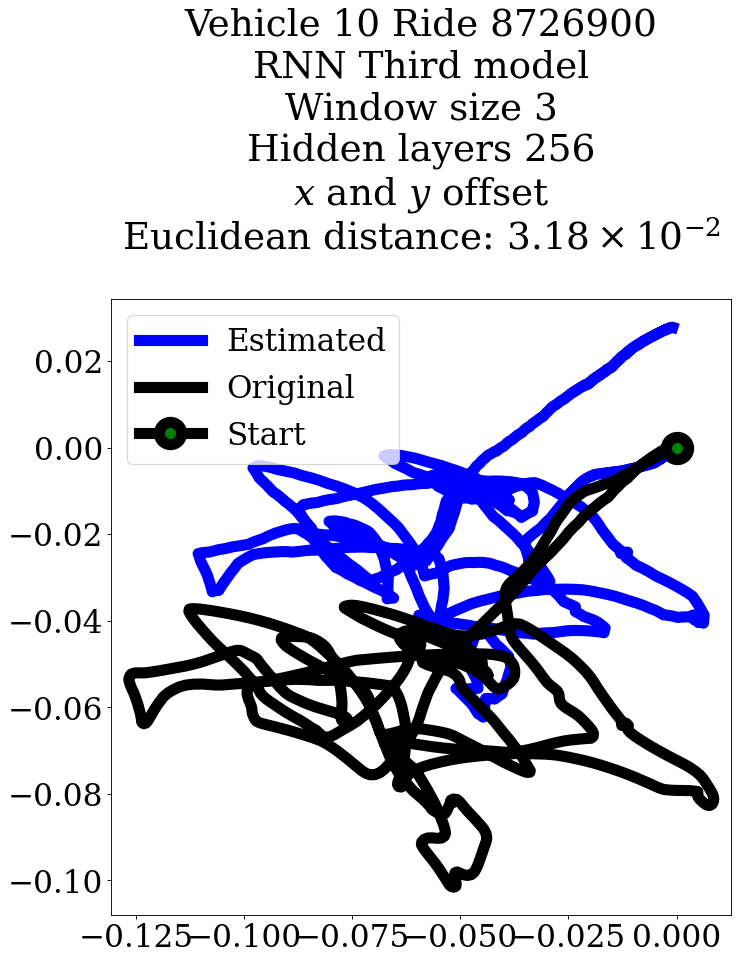 Vehicle 10 Ride 8726900
RNN Third model
Window size 3
Hidden layers 256
x and y offset
Euclidean distance: 3.18 × 10⁻²
Estimated
Original
Start
0.02
0.00
−0.02
−0.04
−0.06
−0.08
−0.10
−0.125 −0.100 −0.075 −0.050 −0.025 0.000